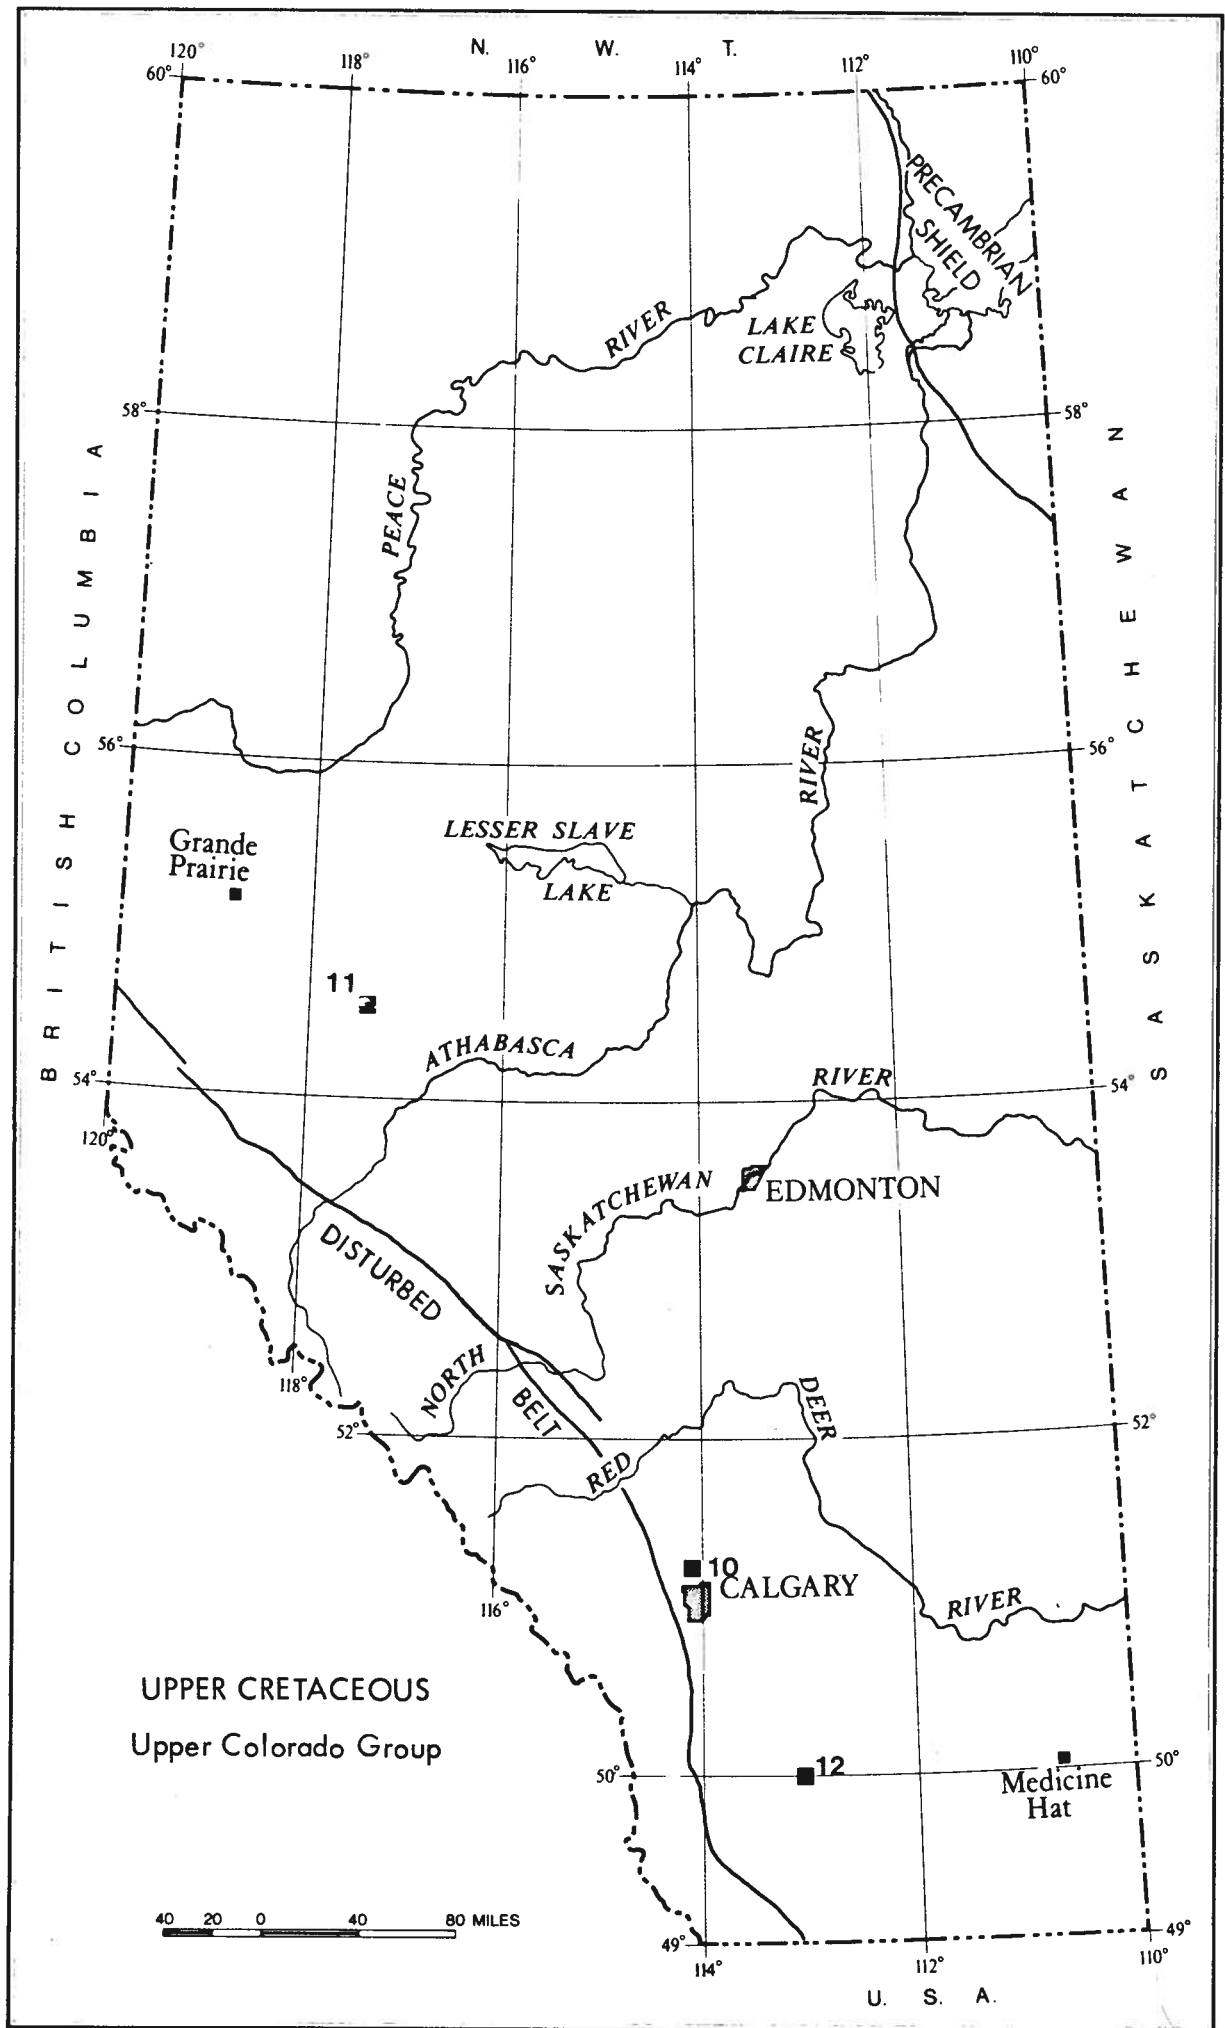 N. W. T.
120°
118°
116°
114°
112°
110°
60°
60°
PRECAMBRIAN
SHIELD
RIVER
LAKE
CLAIRE
58°
58°
PEACE
BRITISH COLUMBIA
SASKATCHEWAN
56°
56°
RIVER
Grande
Prairie
LESSER SLAVE
LAKE
11
ATHABASCA
54°
54°
RIVER
120°
EDMONTON
SASKATCHEWAN
DISTURBED
NORTH
118°
BELT
DEER
52°
52°
RED
10
CALGARY
116°
RIVER
UPPER CRETACEOUS
Upper Colorado Group
50°
12
50°
Medicine
Hat
40 20 0 40 80 MILES
49°
49°
114°
112°
110°
U. S. A.